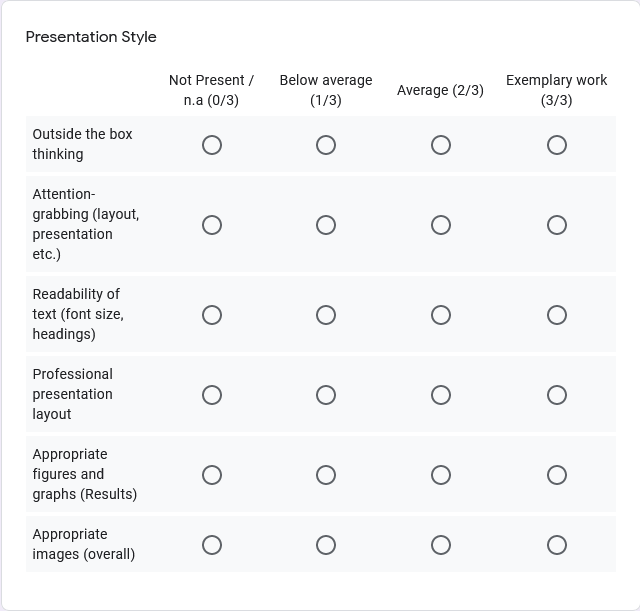 Presentation Style
Not Present /
n.a (0/3)
Below average
(1/3)
Average (2/3)
Exemplary work
(3/3)
Outside the box
thinking
Attention-
grabbing (layout,
presentation
etc.)
Readability of
text (font size,
headings)
Professional
presentation
layout
Appropriate
figures and
graphs (Results)
Appropriate
images (overall)